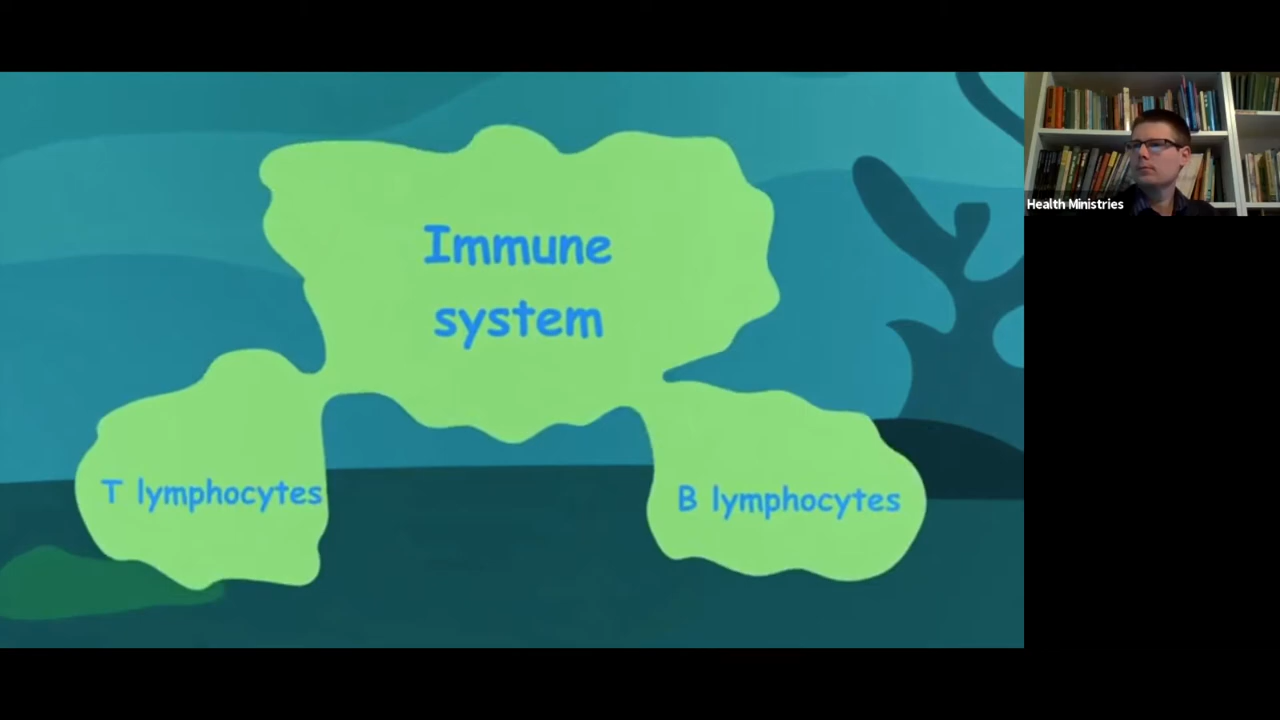 Immune
system
T lymphocytes
B lymphocytes
Health Ministries